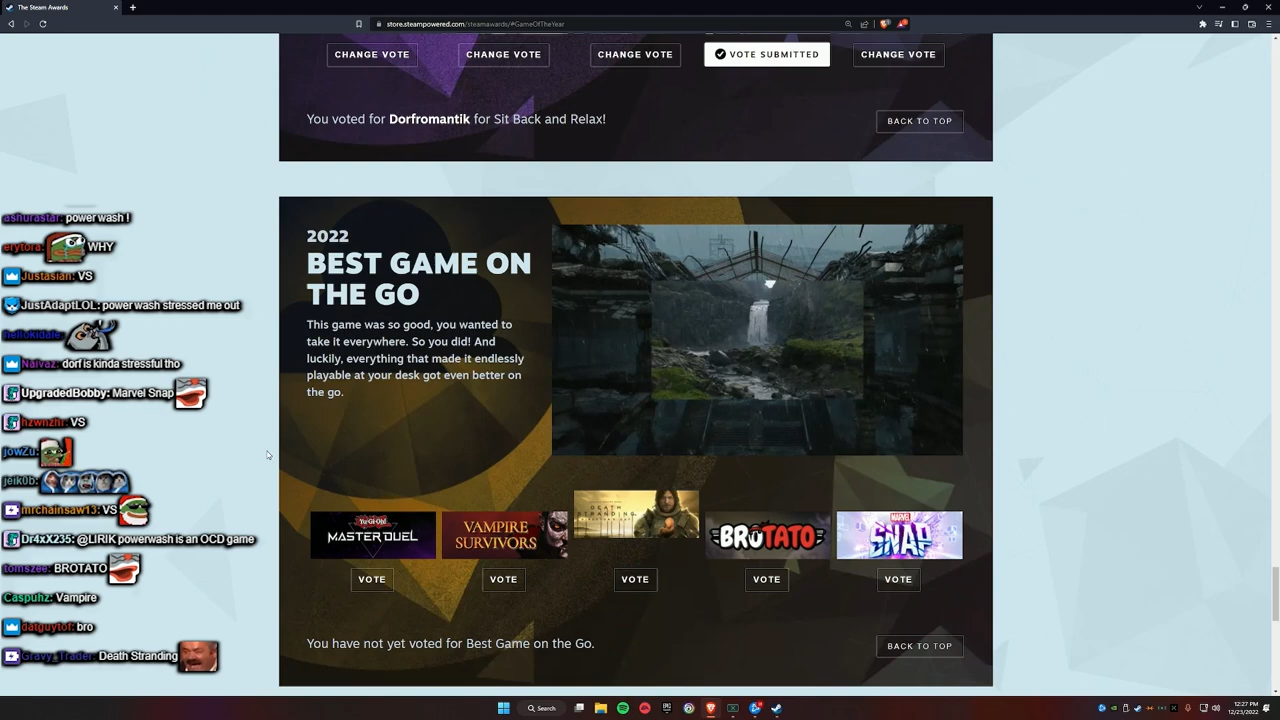 The Steam Awards
store.steampowered.com/steamawards/#GameOfTheYear
CHANGE VOTE
CHANGE VOTE
CHANGE VOTE
VOTE SUBMITTED
CHANGE VOTE
You voted for Dorfromantik for Sit Back and Relax!
BACK TO TOP
ashurastar: power wash !
erytora: WHY
Justasian: VS
JustAdaptLOL: power wash stressed me out
Naivaz: dorf is kinda stressful tho
UpgradedBobby: Marvel Snap
hzwnzhr: VS
jowZu:
jeik0b:
mrchainsaw13: VS
Dr4xX235: @LIRIK powerwash is an OCD game
tomszee: BROTATO
Caspuhz: Vampire
datguytof: bro
Gravy_Trader: Death Stranding
2022
BEST GAME ON
THE GO
This game was so good, you wanted to
take it everywhere. So you did! And
luckily, everything that made it endlessly
playable at your desk got even better on
the go.
Yu-Gi-Oh!
MASTER DUEL
VAMPIRE
SURVIVORS
DEATH
STRANDING
BROTATO
MARVEL
SNAP
VOTE
VOTE
VOTE
VOTE
VOTE
You have not yet voted for Best Game on the Go.
BACK TO TOP
Search
12:27 PM
12/23/2022